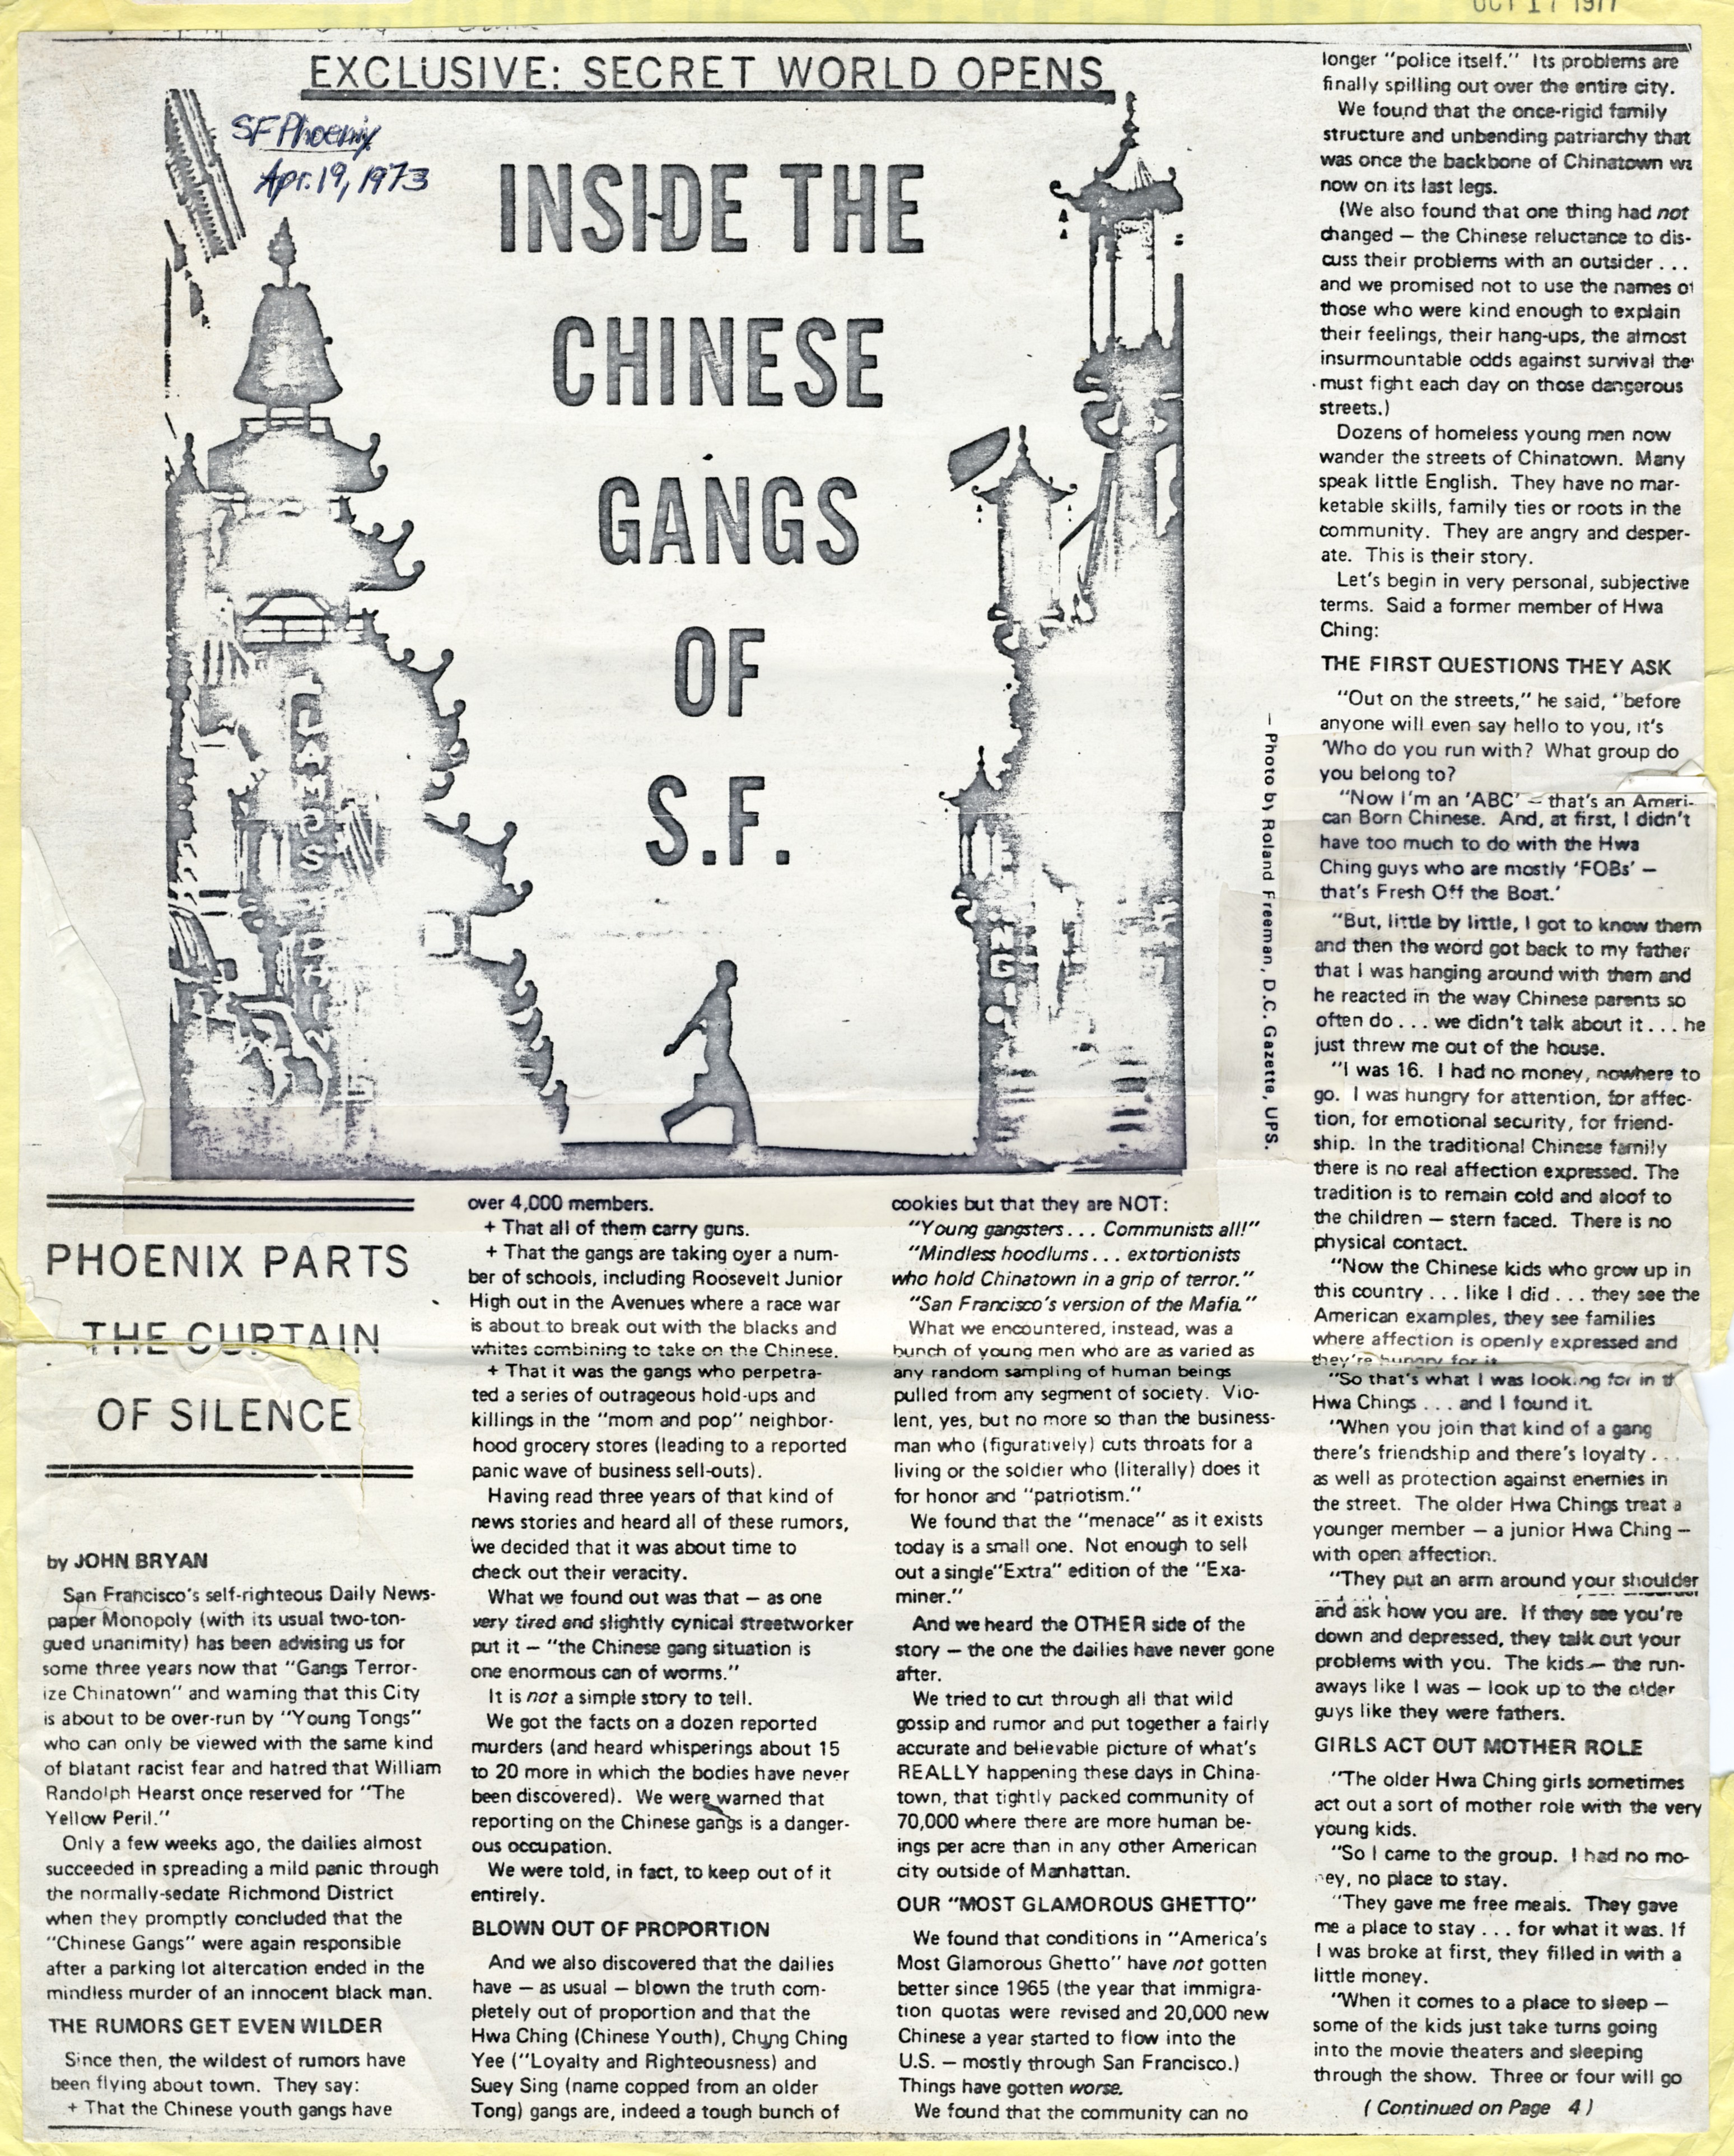 OCT 17 1977
EXCLUSIVE: SECRET WORLD OPENS
SF Phoenix
Apr. 19, 1973
INSIDE THE
CHINESE
GANGS
OF
S.F.
LAMPS
— Photo by Roland Freeman, D.C. Gazette, UPS.
PHOENIX PARTS
THE CURTAIN
OF SILENCE
by JOHN BRYAN
San Francisco's self-righteous Daily News-
paper Monopoly (with its usual two-ton-
gued unanimity) has been advising us for
some three years now that "Gangs Terror-
ize Chinatown" and warning that this City
is about to be over-run by "Young Tongs"
who can only be viewed with the same kind
of blatant racist fear and hatred that William
Randolph Hearst once reserved for "The
Yellow Peril."
Only a few weeks ago, the dailies almost
succeeded in spreading a mild panic through
the normally-sedate Richmond District
when they promptly concluded that the
"Chinese Gangs" were again responsible
after a parking lot altercation ended in the
mindless murder of an innocent black man.
THE RUMORS GET EVEN WILDER
Since then, the wildest of rumors have
been flying about town. They say:
+ That the Chinese youth gangs have
over 4,000 members.
+ That all of them carry guns.
+ That the gangs are taking over a num-
ber of schools, including Roosevelt Junior
High out in the Avenues where a race war
is about to break out with the blacks and
whites combining to take on the Chinese.
+ That it was the gangs who perpetra-
ted a series of outrageous hold-ups and
killings in the "mom and pop" neighbor-
hood grocery stores (leading to a reported
panic wave of business sell-outs).
Having read three years of that kind of
news stories and heard all of these rumors,
we decided that it was about time to
check out their veracity.
What we found out was that — as one
very tired and slightly cynical streetworker
put it — "the Chinese gang situation is
one enormous can of worms."
It is not a simple story to tell.
We got the facts on a dozen reported
murders (and heard whisperings about 15
to 20 more in which the bodies have never
been discovered). We were warned that
reporting on the Chinese gangs is a danger-
ous occupation.
We were told, in fact, to keep out of it
entirely.
BLOWN OUT OF PROPORTION
And we also discovered that the dailies
have — as usual — blown the truth com-
pletely out of proportion and that the
Hwa Ching (Chinese Youth), Chung Ching
Yee ("Loyalty and Righteousness) and
Suey Sing (name copped from an older
Tong) gangs are, indeed a tough bunch of
cookies but that they are NOT:
"Young gangsters . . . Communists all!"
"Mindless hoodlums . . . extortionists
who hold Chinatown in a grip of terror."
"San Francisco's version of the Mafia."
What we encountered, instead, was a
bunch of young men who are as varied as
any random sampling of human beings
pulled from any segment of society. Vio-
lent, yes, but no more so than the business-
man who (figuratively) cuts throats for a
living or the soldier who (literally) does it
for honor and "patriotism."
We found that the "menace" as it exists
today is a small one. Not enough to sell
out a single"Extra" edition of the "Exa-
miner."
And we heard the OTHER side of the
story — the one the dailies have never gone
after.
We tried to cut through all that wild
gossip and rumor and put together a fairly
accurate and believable picture of what's
REALLY happening these days in China-
town, that tightly packed community of
70,000 where there are more human be-
ings per acre than in any other American
city outside of Manhattan.
OUR "MOST GLAMOROUS GHETTO"
We found that conditions in "America's
Most Glamorous Ghetto" have not gotten
better since 1965 (the year that immigra-
tion quotas were revised and 20,000 new
Chinese a year started to flow into the
U.S. — mostly through San Francisco.)
Things have gotten worse.
We found that the community can no
longer "police itself." Its problems are
finally spilling out over the entire city.
We found that the once-rigid family
structure and unbending patriarchy that
was once the backbone of Chinatown
now on its last legs.
(We also found that one thing had not
changed — the Chinese reluctance to dis-
cuss their problems with an outsider . . .
and we promised not to use the names of
those who were kind enough to explain
their feelings, their hang-ups, the almost
insurmountable odds against survival
must fight each day on those dangerous
streets.)
Dozens of homeless young men now
wander the streets of Chinatown. Many
speak little English. They have no mar-
ketable skills, family ties or roots in the
community. They are angry and desper-
ate. This is their story.
Let's begin in very personal, subjective
terms. Said a former member of Hwa
Ching:
THE FIRST QUESTIONS THEY ASK
"Out on the streets," he said, "before
anyone will even say hello to you, it's
'Who do you run with? What group do
you belong to?
"Now I'm an 'ABC' — that's an Ameri-
can Born Chinese. And, at first, I didn't
have too much to do with the Hwa
Ching guys who are mostly 'FOBs' —
that's Fresh Off the Boat.'
"But, little by little, I got to know them
and then the word got back to my father
that I was hanging around with them and
he reacted in the way Chinese parents so
often do . . . we didn't talk about it . . . he
just threw me out of the house.
"I was 16. I had no money, nowhere to
go. I was hungry for attention, for affec-
tion, for emotional security, for friend-
ship. In the traditional Chinese family
there is no real affection expressed. The
tradition is to remain cold and aloof to
the children — stern faced. There is no
physical contact.
"Now the Chinese kids who grow up in
this country . . . like I did . . . they see the
American examples, they see families
where affection is openly expressed and
they're hungry for it.
"So that's what I was looking for in
Hwa Chings . . . and I found it.
"When you join that kind of a gang
there's friendship and there's loyalty . . .
as well as protection against enemies in
the street. The older Hwa Chings treat a
younger member — a junior Hwa Ching —
with open affection.
"They put an arm around your shoulder
and ask how you are. If they see you're
down and depressed, they talk out your
problems with you. The kids — the run-
aways like I was — look up to the older
guys like they were fathers.
GIRLS ACT OUT MOTHER ROLE
"The older Hwa Ching girls sometimes
act out a sort of mother role with the very
young kids.
"So I came to the group. I had no mo-
ney, no place to stay.
"They gave me free meals. They gave
me a place to stay . . . for what it was. If
I was broke at first, they filled in with a
little money.
"When it comes to a place to sleep —
some of the kids just take turns going
into the movie theaters and sleeping
through the show. Three or four will go
( Continued on Page 4 )